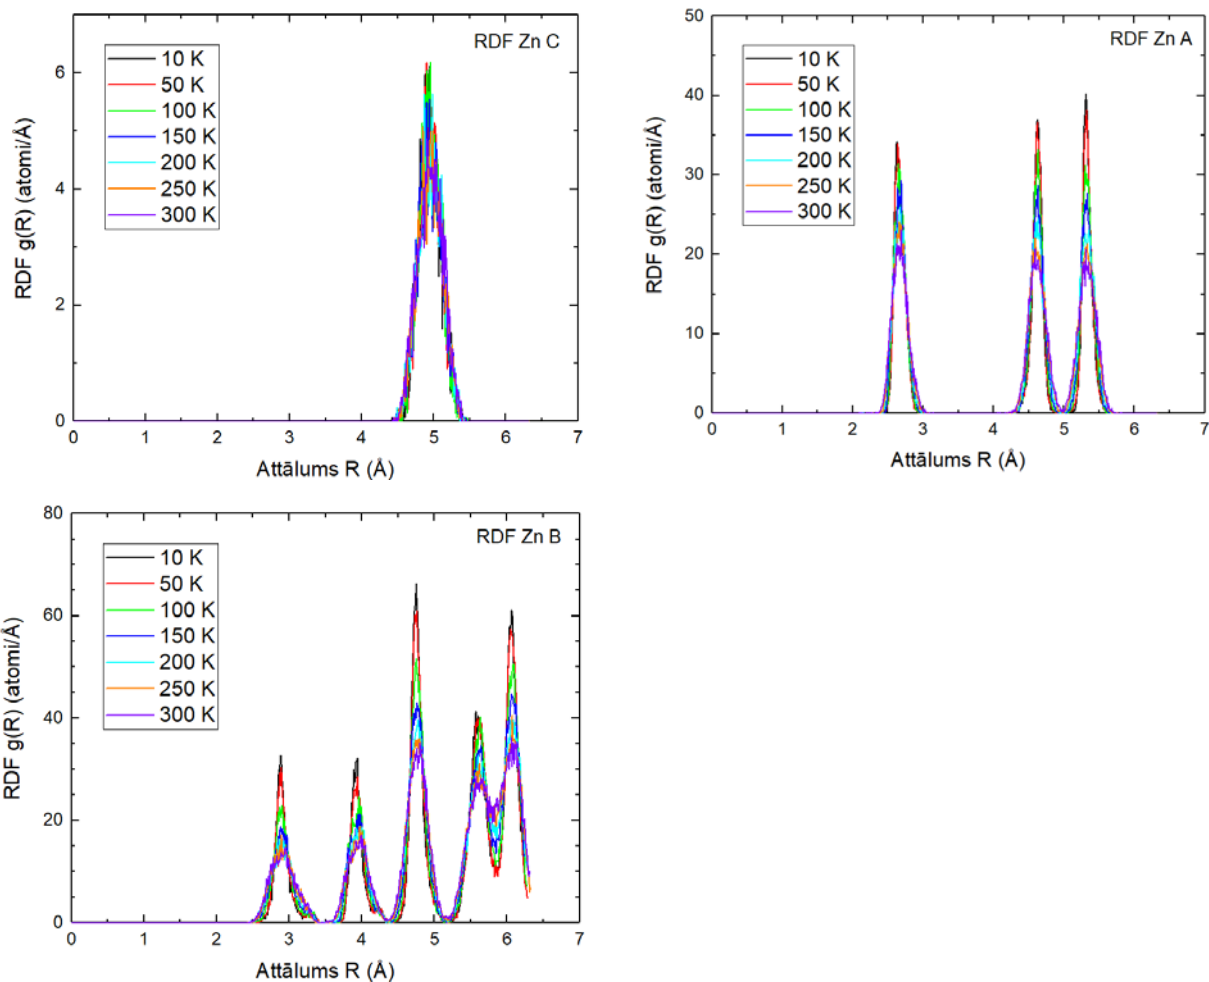 RDF Zn C
10 K
50 K
100 K
150 K
200 K
250 K
300 K
RDF g(R) (atomi/Å)
6
4
2
0
0 1 2 3 4 5 6 7
Attālums R (Å)
RDF Zn A
10 K
50 K
100 K
150 K
200 K
250 K
300 K
RDF g(R) (atomi/Å)
50
40
30
20
10
0
0 1 2 3 4 5 6 7
Attālums R (Å)
RDF Zn B
10 K
50 K
100 K
150 K
200 K
250 K
300 K
RDF g(R) (atomi/Å)
80
60
40
20
0
0 1 2 3 4 5 6 7
Attālums R (Å)